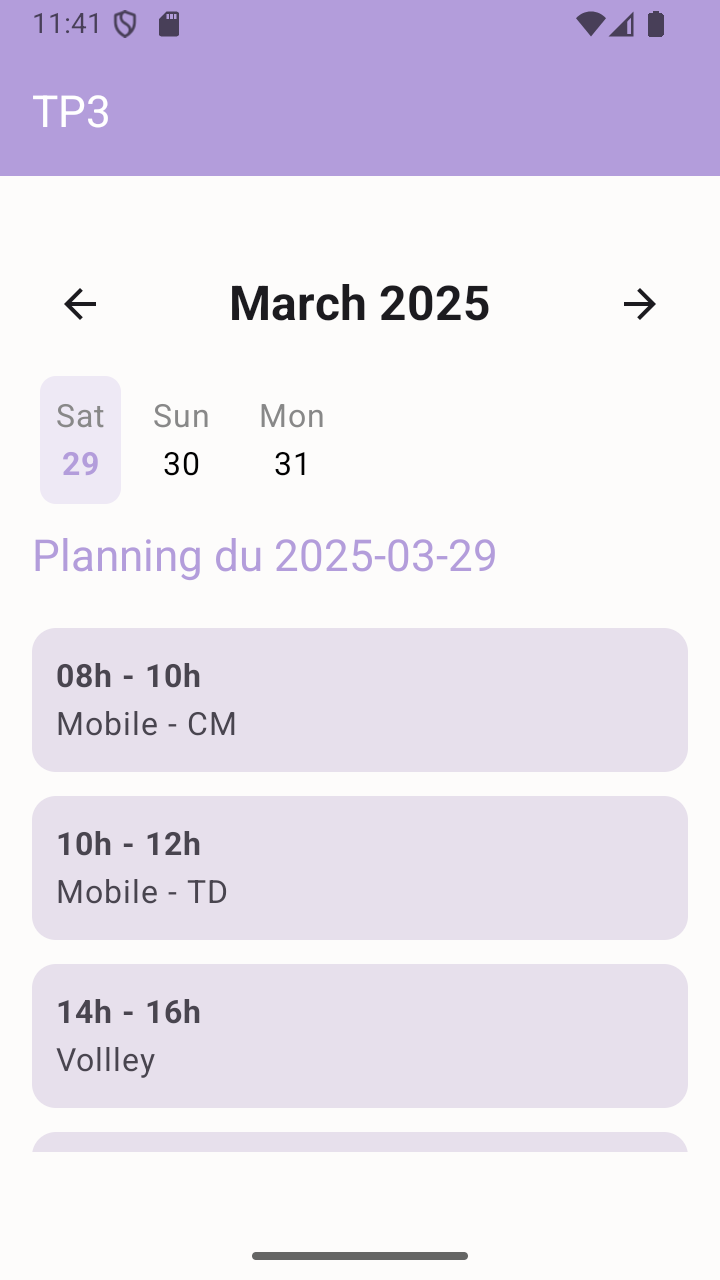 11:41
TP3
March 2025
Sat Sun Mon
29 30 31
Planning du 2025-03-29
08h - 10h
Mobile - CM
10h - 12h
Mobile - TD
14h - 16h
Vollley